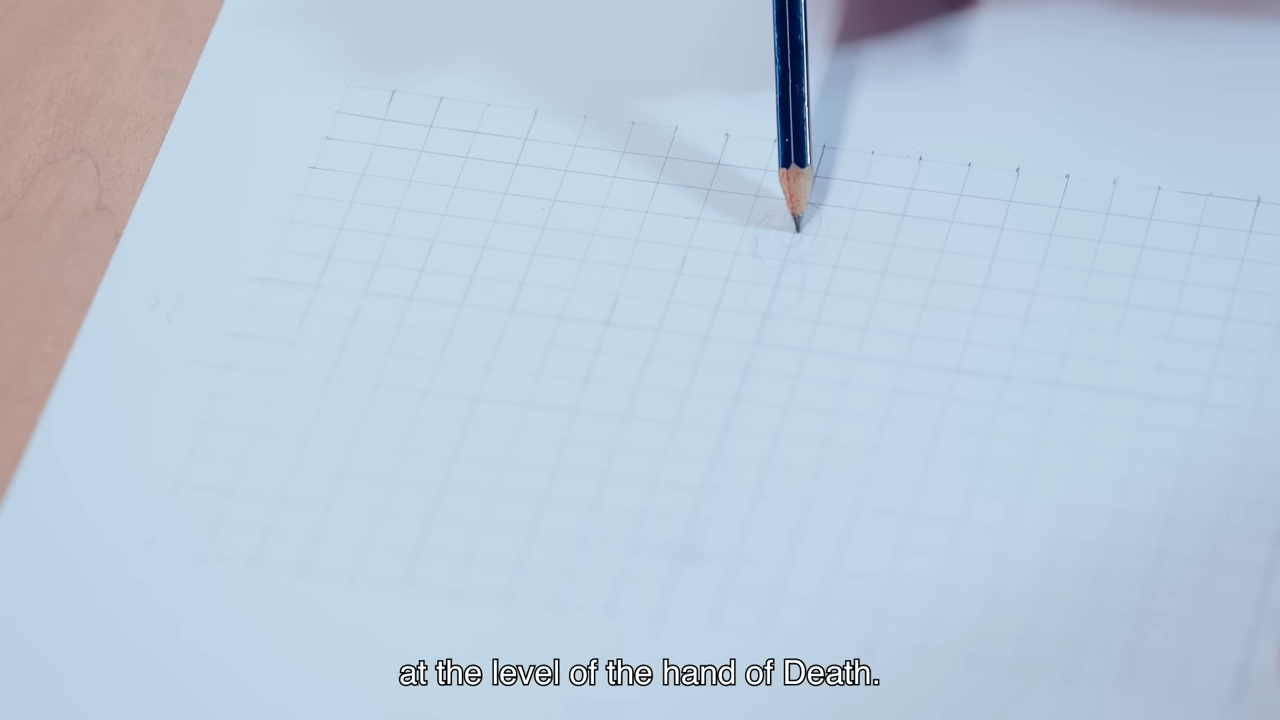 at the level of the hand of Death.